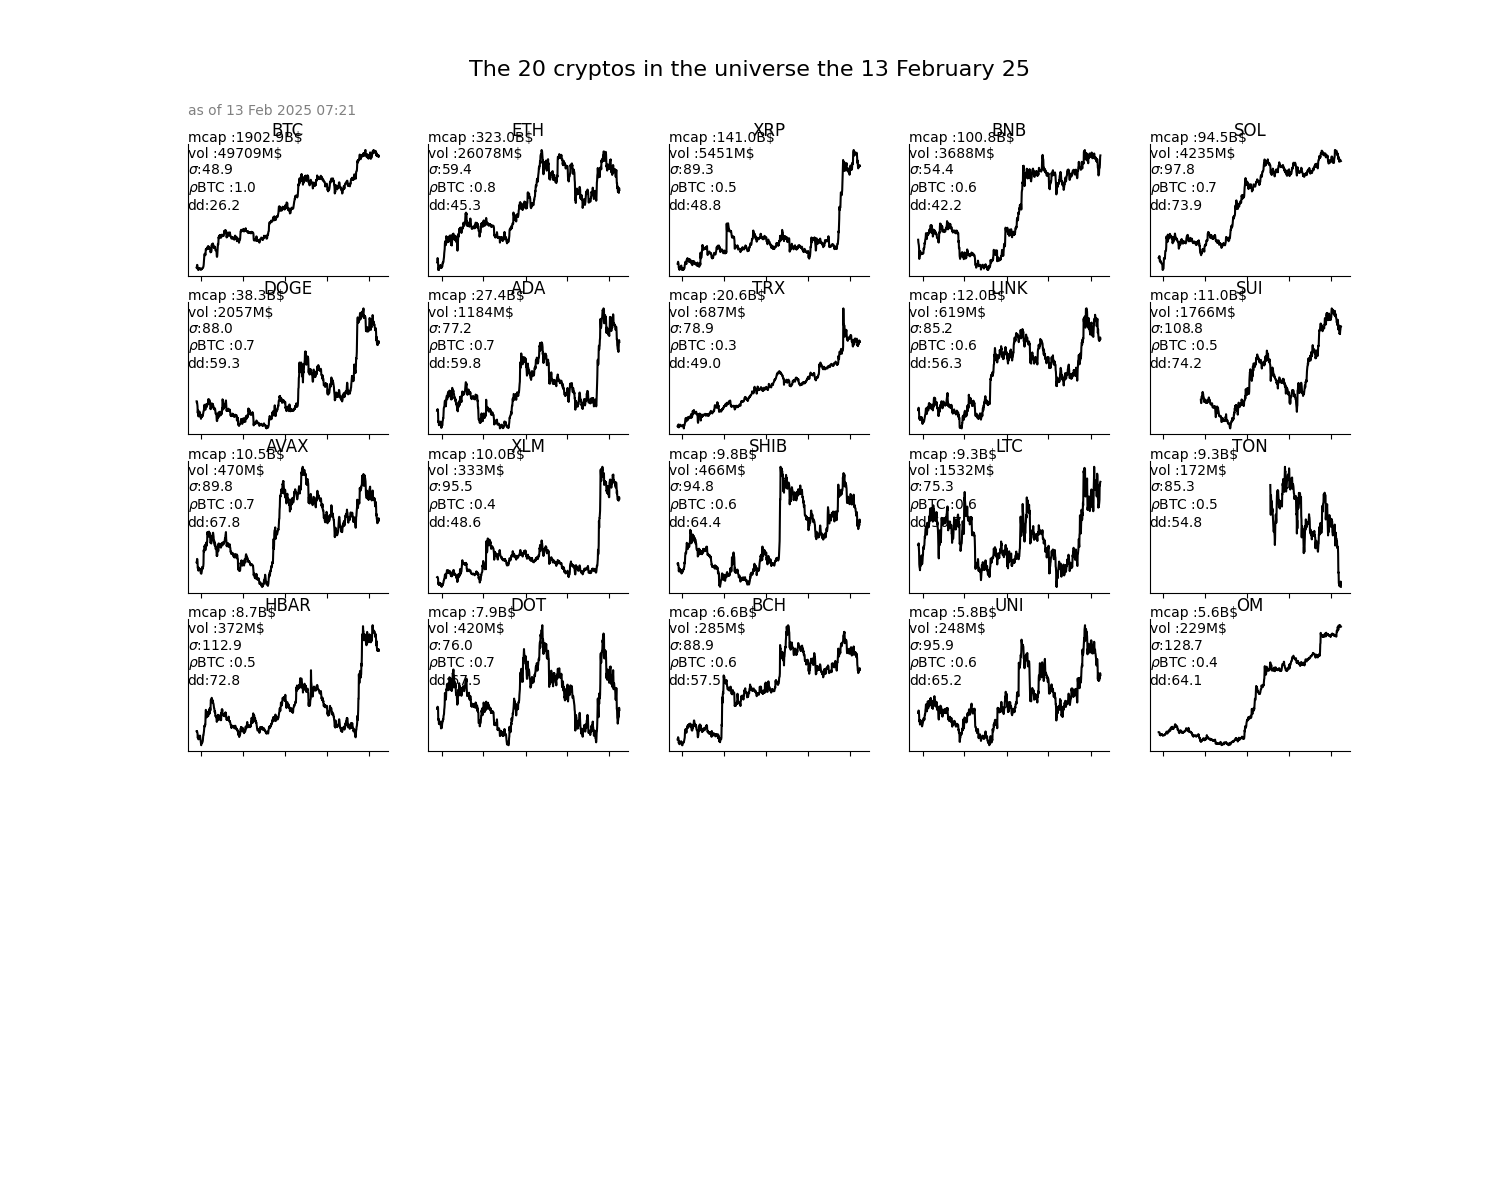 The 20 cryptos in the universe the 13 February 25
as of 13 Feb 2025 07:21
BTC
mcap :1902.9B$
vol :49709M$
σ:48.9
ρBTC :1.0
dd:26.2
ETH
mcap :323.0B$
vol :26078M$
σ:59.4
ρBTC :0.8
dd:45.3
XRP
mcap :141.0B$
vol :5451M$
σ:89.3
ρBTC :0.5
dd:48.8
BNB
mcap :100.8B$
vol :3688M$
σ:54.4
ρBTC :0.6
dd:42.2
SOL
mcap :94.5B$
vol :4235M$
σ:97.8
ρBTC :0.7
dd:73.9
DOGE
mcap :38.3B$
vol :2057M$
σ:88.0
ρBTC :0.7
dd:59.3
ADA
mcap :27.4B$
vol :1184M$
σ:77.2
ρBTC :0.7
dd:59.8
TRX
mcap :20.6B$
vol :687M$
σ:78.9
ρBTC :0.3
dd:49.0
LINK
mcap :12.0B$
vol :619M$
σ:85.2
ρBTC :0.6
dd:56.3
SUI
mcap :11.0B$
vol :1766M$
σ:108.8
ρBTC :0.5
dd:74.2
AVAX
mcap :10.5B$
vol :470M$
σ:89.8
ρBTC :0.7
dd:67.8
XLM
mcap :10.0B$
vol :333M$
σ:95.5
ρBTC :0.4
dd:48.6
SHIB
mcap :9.8B$
vol :466M$
σ:94.8
ρBTC :0.6
dd:64.4
LTC
mcap :9.3B$
vol :1532M$
σ:75.3
ρBTC :0.6
TON
mcap :9.3B$
vol :172M$
σ:85.3
ρBTC :0.5
dd:54.8
HBAR
mcap :8.7B$
vol :372M$
σ:112.9
ρBTC :0.5
dd:72.8
DOT
mcap :7.9B$
vol :420M$
σ:76.0
ρBTC :0.7
dd:57.5
BCH
mcap :6.6B$
vol :285M$
σ:88.9
ρBTC :0.6
dd:57.5
UNI
mcap :5.8B$
vol :248M$
σ:95.9
ρBTC :0.6
dd:65.2
OM
mcap :5.6B$
vol :229M$
σ:128.7
ρBTC :0.4
dd:64.1